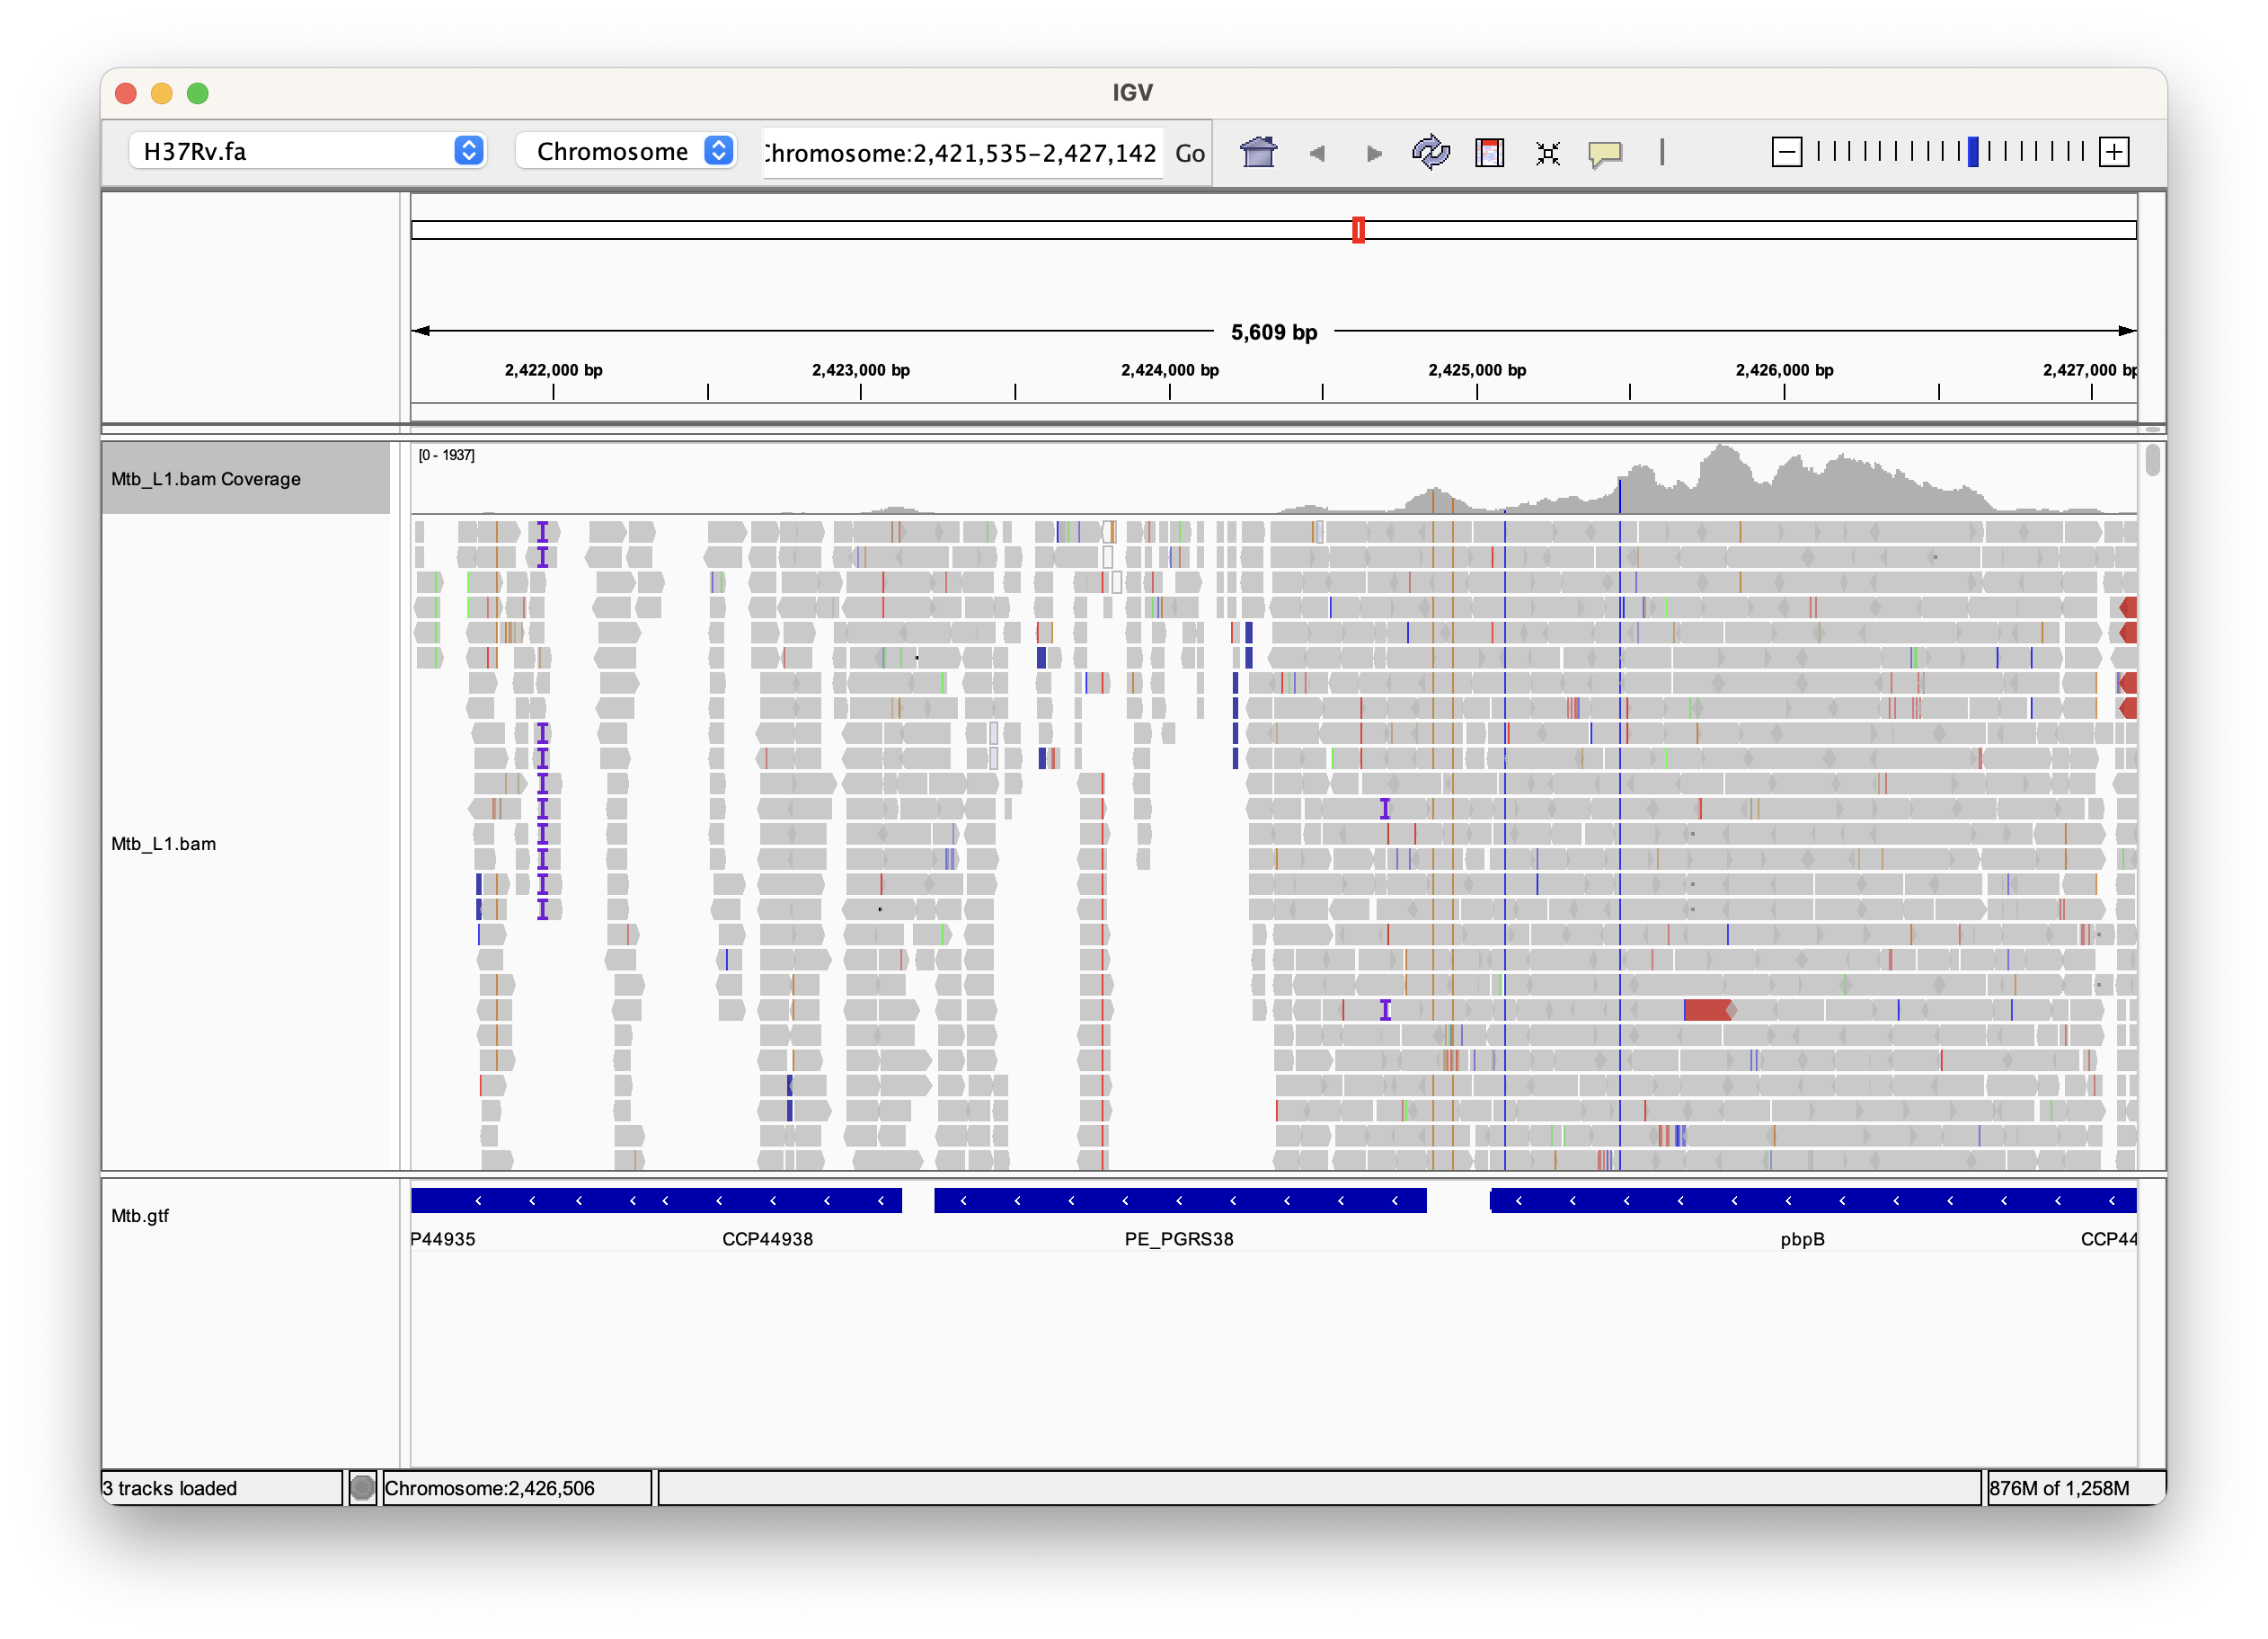 IGV
H37Rv.fa
Chromosome
hromosome:2,421,535-2,427,142
Go
5,609 bp
2,422,000 bp
2,423,000 bp
2,424,000 bp
2,425,000 bp
2,426,000 bp
2,427,000 bp
Mtb_L1.bam Coverage
[0 - 1937]
Mtb_L1.bam
Mtb.gtf
P44935
CCP44938
PE_PGRS38
pbpB
CCP44
3 tracks loaded
Chromosome:2,426,506
876M of 1,258M